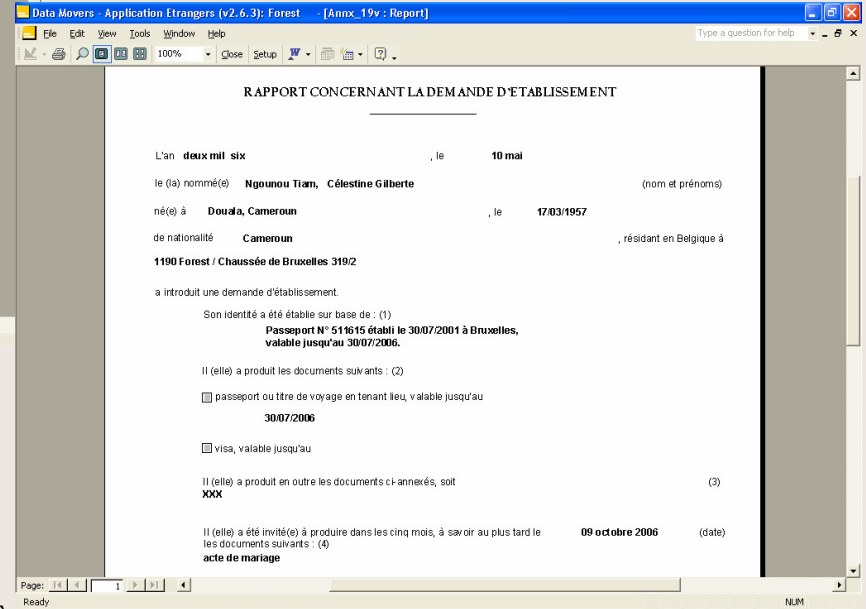 Data Movers - Application Etrangers (v2.6.3): Forest - [Annx_19v : Report]
File Edit View Tools Window Help
Type a question for help
100% Close Setup
RAPPORT CONCERNANT LA DEMANDE D'ETABLISSEMENT
L'an deux mil six , le 10 mai
le (la) nommé(e) Ngounou Tiam, Célestine Gilberte (nom et prénoms)
né(e) à Douala, Cameroun , le 17/03/1957
de nationalité Cameroun , résidant en Belgique à
1190 Forest / Chaussée de Bruxelles 319/2
a introduit une demande d'établissement.
Son identité a été établie sur base de : (1)
Passeport N° 511615 établi le 30/07/2001 à Bruxelles,
valable jusqu'au 30/07/2006.
Il (elle) a produit les documents suivants : (2)
passeport ou titre de voyage en tenant lieu, valable jusqu'au
30/07/2006
visa, valable jusqu'au
Il (elle) a produit en outre les documents ci-annexés, soit (3)
XXX
Il (elle) a été invité(e) à produire dans les cinq mois, à savoir au plus tard le 09 octobre 2006 (date)
les documents suivants : (4)
acte de mariage
Page: 1
Ready NUM